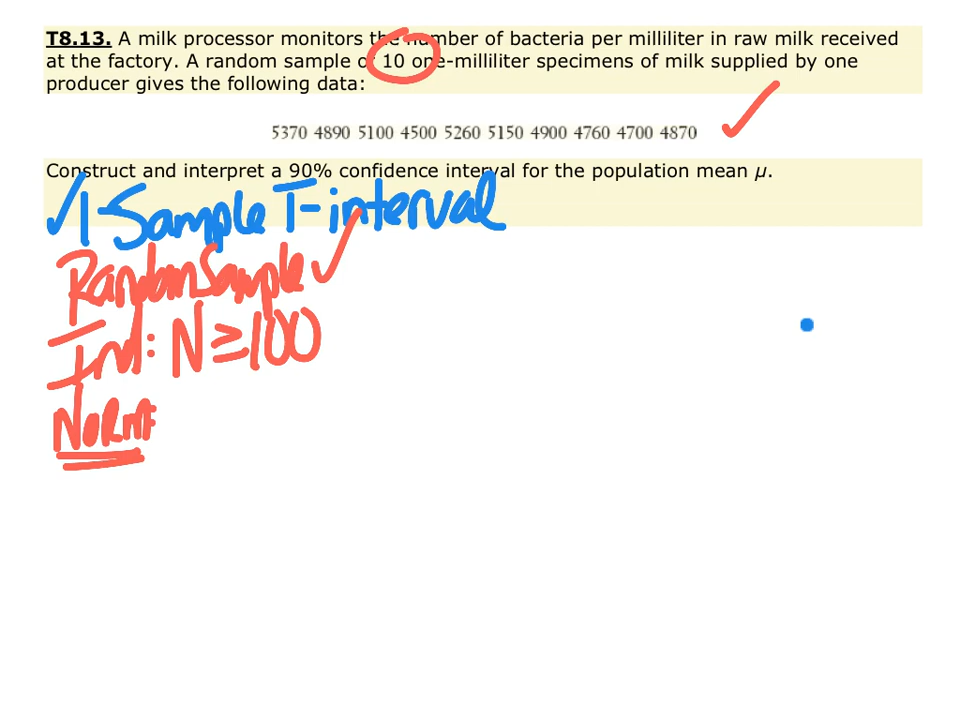 T8.13. A milk processor monitors the number of bacteria per milliliter in raw milk received
at the factory. A random sample of 10 one-milliliter specimens of milk supplied by one
producer gives the following data:
5370 4890 5100 4500 5260 5150 4900 4760 4700 4870
Construct and interpret a 90% confidence interval for the population mean μ.
1-Sample T-interval
Random Sample
Ind: N ≥ 100
Norm: